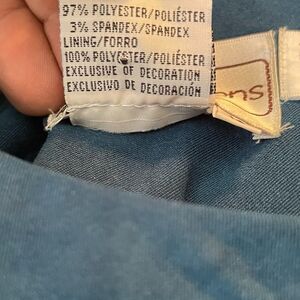 97% POLYESTER/POLIÉSTER
3% SPANDEX/SPANDEX
LINING/FORRO
100% POLYESTER/POLIÉSTER
EXCLUSIVE OF DECORATION
EXCLUSIVO DE DECORACIÓN